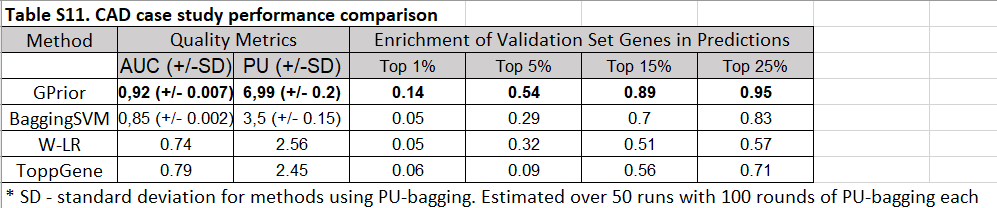 Table S11. CAD case study performance comparison
Method Quality Metrics Enrichment of Validation Set Genes in Predictions
AUC (+/-SD) PU (+/-SD) Top 1% Top 5% Top 15% Top 25%
GPrior 0,92 (+/- 0.007) 6,99 (+/- 0.2) 0.14 0.54 0.89 0.95
BaggingSVM 0,85 (+/- 0.002) 3,5 (+/- 0.15) 0.05 0.29 0.7 0.83
W-LR 0.74 2.56 0.05 0.32 0.51 0.57
ToppGene 0.79 2.45 0.06 0.09 0.56 0.71
* SD - standard deviation for methods using PU-bagging. Estimated over 50 runs with 100 rounds of PU-bagging each